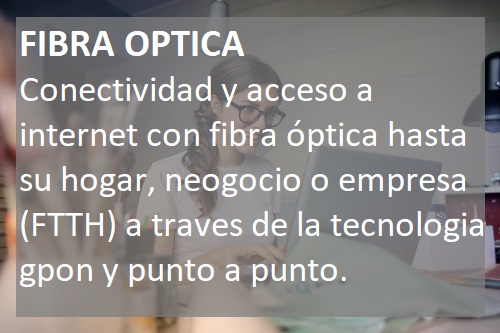 FIBRA OPTICA
Conectividad y acceso a
internet con fibra óptica hasta
su hogar, neogocio o empresa
(FTTH) a traves de la tecnologia
gpon y punto a punto.